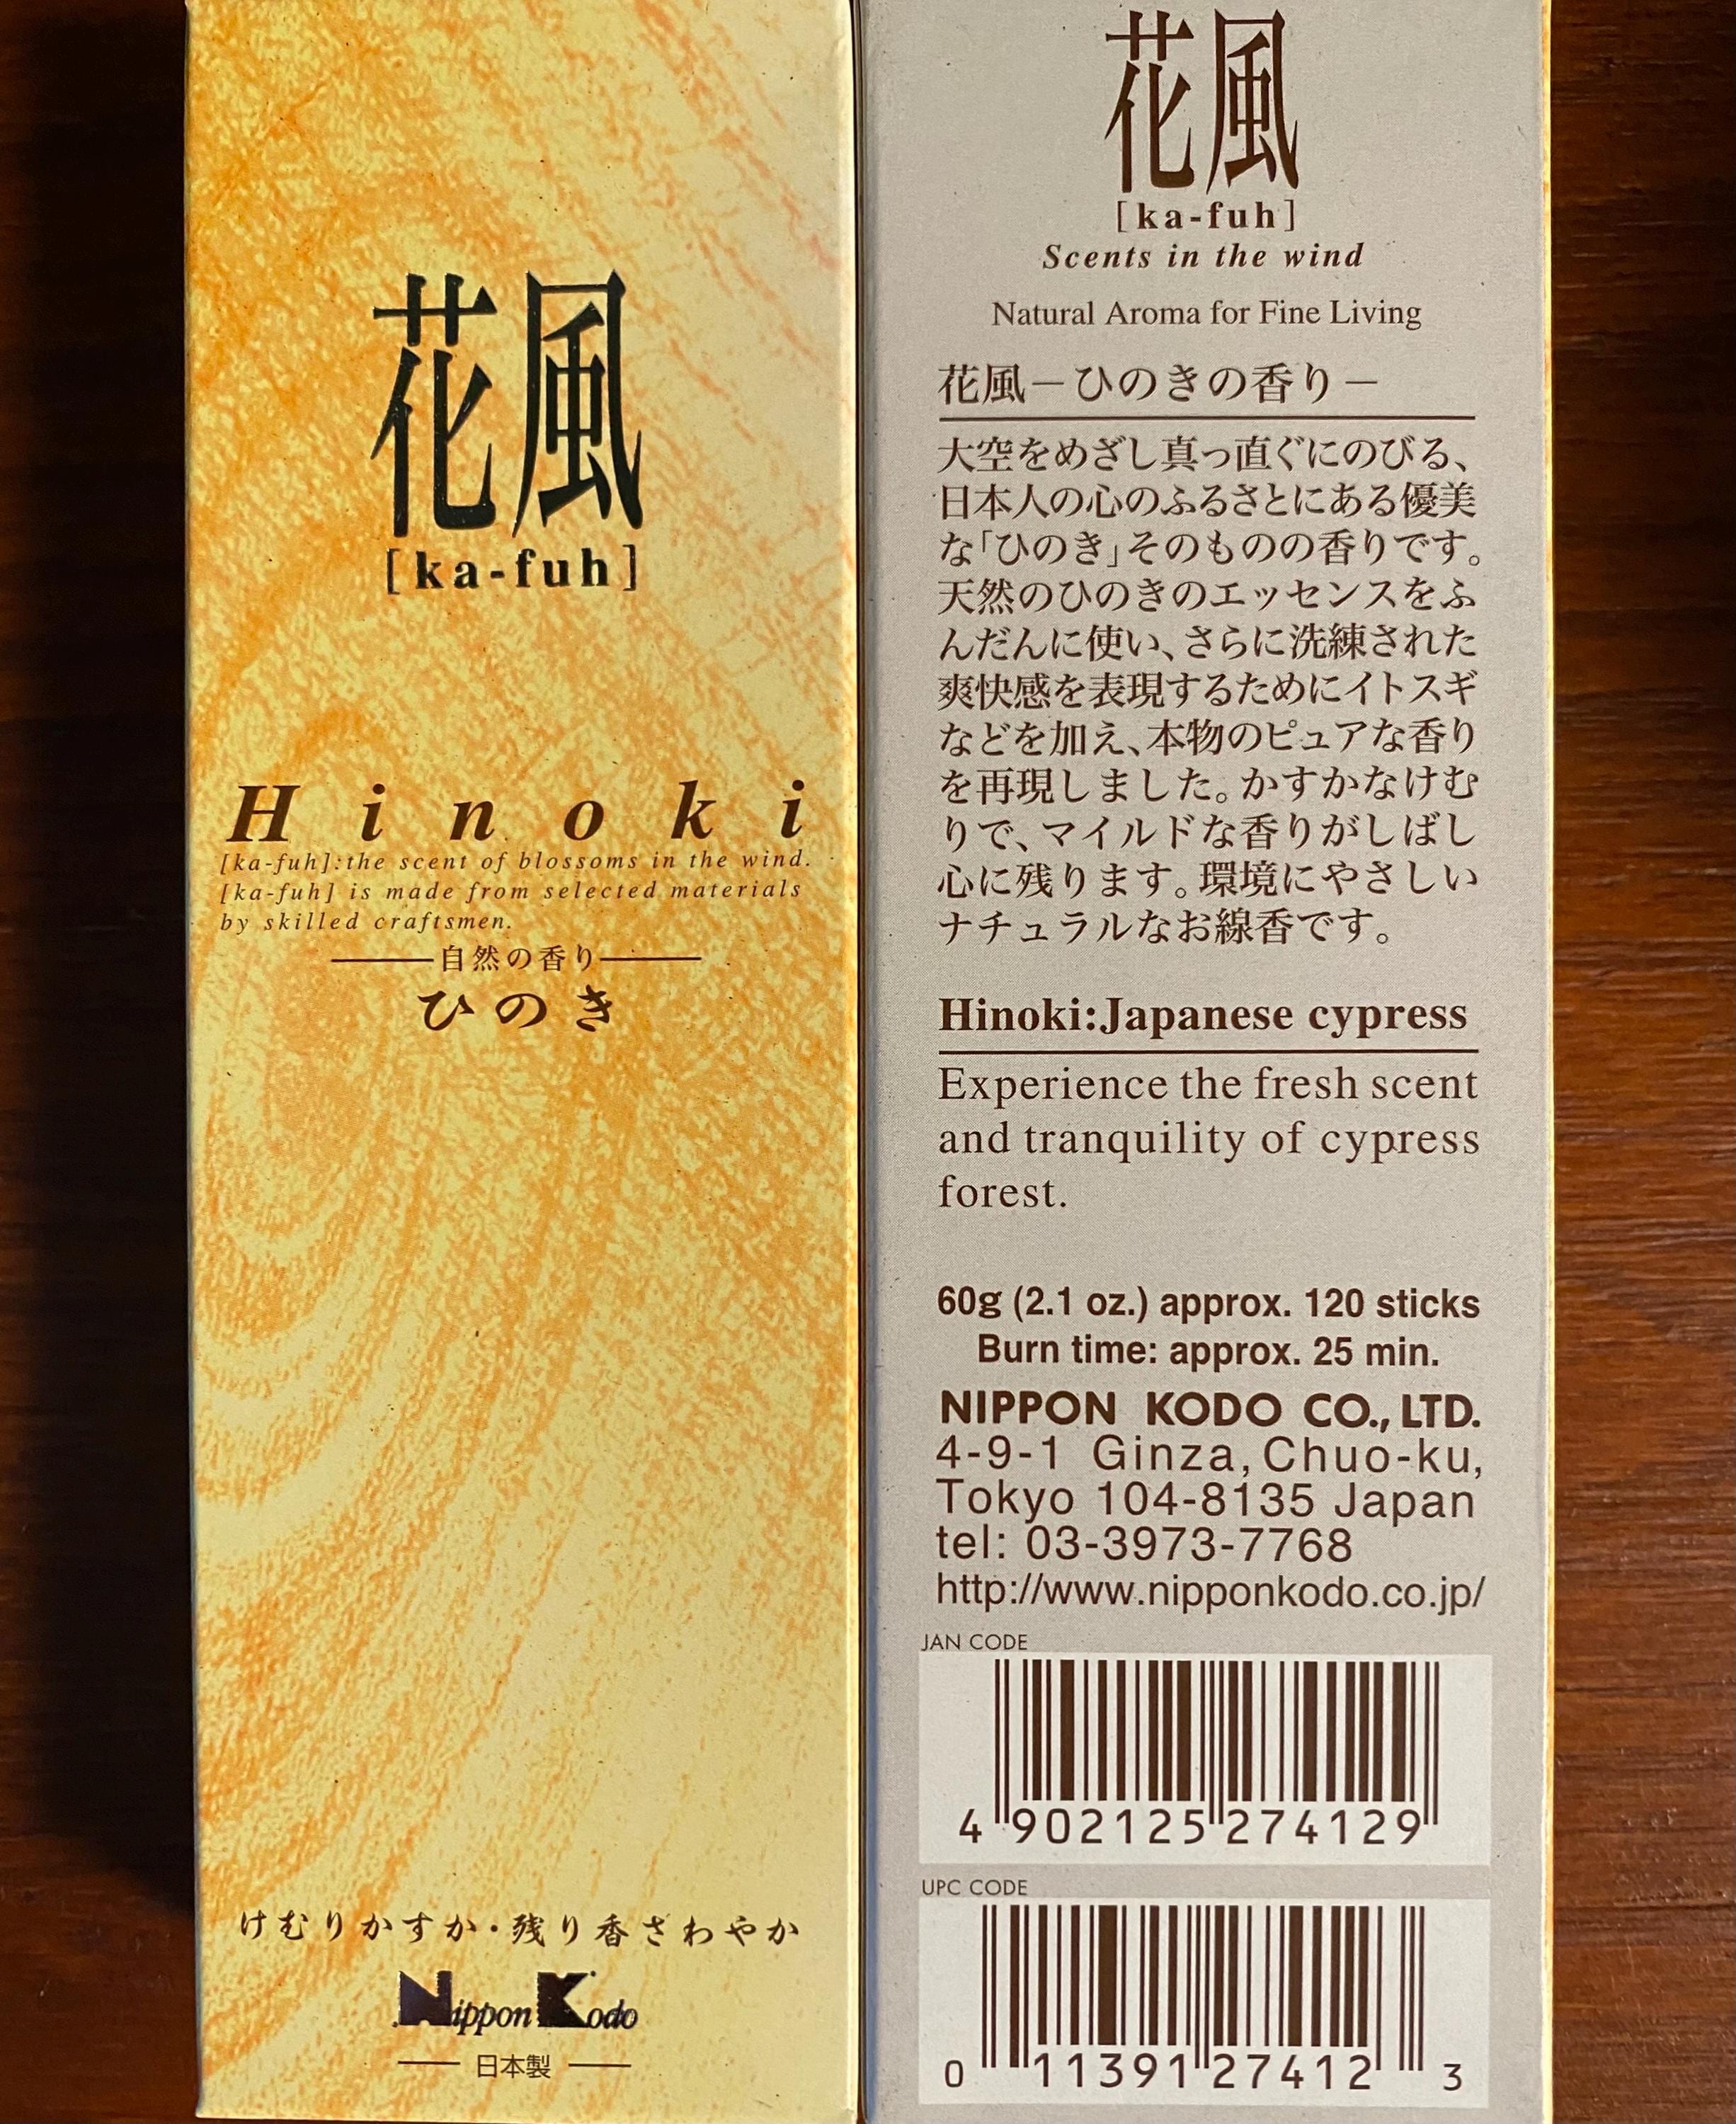 花風
[ka-fuh]
Hinoki
[ka-fuh]:the scent of blossoms in the wind.
[ka-fuh] is made from selected materials
by skilled craftsmen.
自然の香り
ひのき
けむりかすか・残り香さわやか
Nippon Kodo
日本製
花風
[ka-fuh]
Scents in the wind
Natural Aroma for Fine Living
花風－ひのきの香り－
大空をめざし真っ直ぐにのびる、
日本人の心のふるさとにある優美
な「ひのき」そのものの香りです。
天然のひのきのエッセンスをふ
んだんに使い、さらに洗練された
爽快感を表現するためにイトスギ
などを加え、本物のピュアな香り
を再現しました。かすかなけむ
りで、マイルドな香りがしばし
心に残ります。環境にやさしい
ナチュラルなお線香です。
Hinoki:Japanese cypress
Experience the fresh scent
and tranquility of cypress
forest.
60g (2.1 oz.) approx. 120 sticks
Burn time: approx. 25 min.
NIPPON KODO CO., LTD.
4-9-1 Ginza, Chuo-ku,
Tokyo 104-8135 Japan
tel: 03-3973-7768
http://www.nipponkodo.co.jp/
JAN CODE
4 902125 274129
UPC CODE
0 11391 27412 3